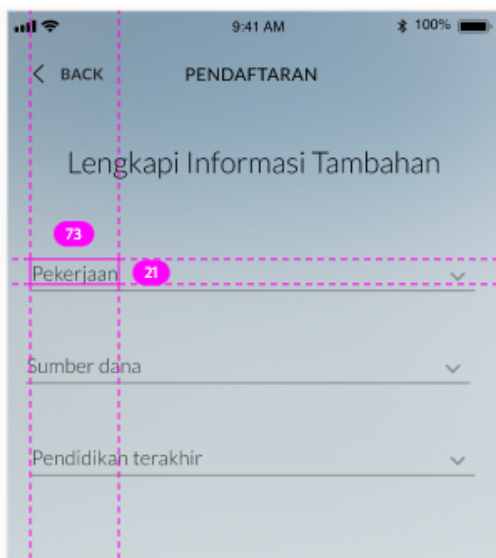 9:41 AM 100%
BACK PENDAFTARAN
Lengkapi Informasi Tambahan
73
Pekerjaan 21
Sumber dana
Pendidikan terakhir